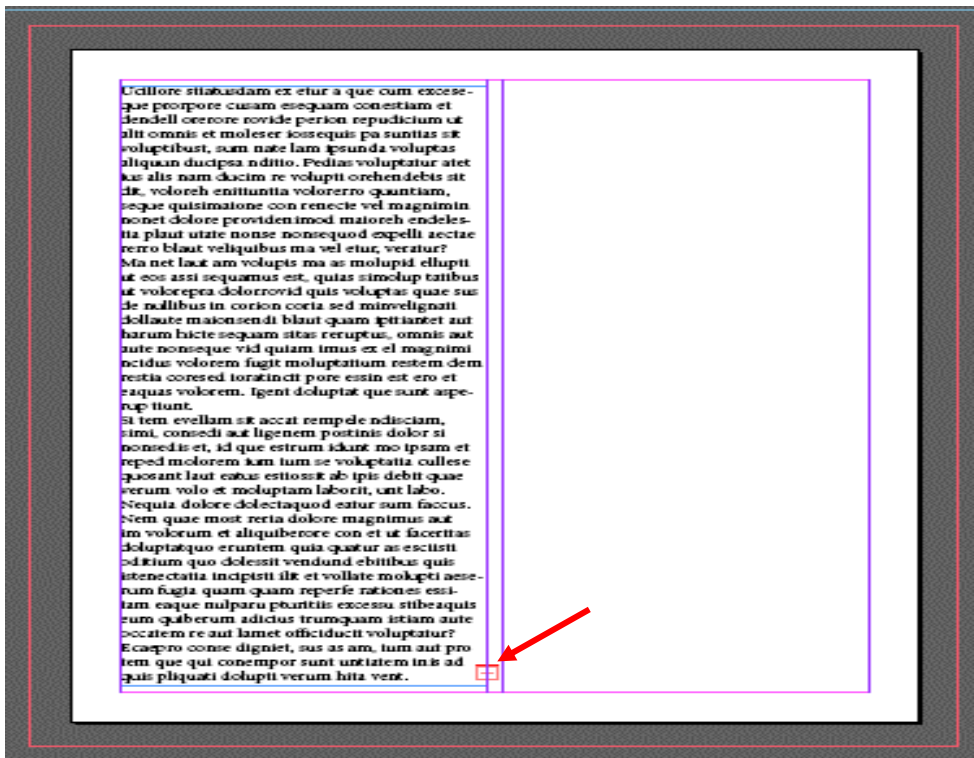 Ucillore sitatusdam ex etur a que cum excese-
que prorpore cusam esequam conestiam et
dendell orerore rovide perion repudicium ut
alit omnis et moleser iossequis pa suntias sit
voluptibust, sum nate lam ipsunda voluptas
aliquun ducipsa nditio. Pedias voluptatur atet
ius alis nam ducim re volupti orehendebis sit
dit, voloreh enitiuntia volorerro quuntiam,
seque quisimaione con renecte vel magnimin
nonet dolore providenimod maioreh endeles-
tia plaut utate nonse nonsequod expelli aectae
rerro blaut veliquibus ma vel etur, veratur?
Ma net laut am volupis ma as molupid ellupti
ut eos assi sequamus est, quias simolup tatibus
ut volorepra dolorrovid quis voluptas quae sus
de nullibus in corion coria sed minvelignati
dollaute maionsendi blaut quam ipitiantet aut
harum hicte sequam sitas reruptus, omnis aut
aute nonseque vid quiam imus ex el magnimi
ncidus volorem fugit moluptatium restem dem
restia coresed ioratincti pore essin est ero et
eaquas volorem. Igent doluptat que sunt aspe-
rup tiunt.
Si tem evellam sit accat rempele ndisciam,
simi, consedi aut ligenem postinis dolor si
nonsedis et, id que estrum idunt mo ipsam et
reped molorem ium ium se voluptatia cullese
quosant laut eatus estiossit ab ipis debit quae
verum volo et moluptam laborit, unt labo.
Nequia dolore dolectaquod eatur sum faccus.
Nem quae most reria dolore magnimus aut
im volorum et aliquiberore con et ut faceritas
doluptatquo eruntem quia quatur as esciisti
oditium quo dolessit vendund ebitibus quis
istenectatia incipisti ilit et vollate molupti aese-
rum fugia quam quam reperfe rationes essi-
tam eaque nulparu pturitiis excessu stibeaquis
eum quiberum adicius trumquam istiam aute
occatem re aut lamet officiducit voluptatur?
Ecaepro conse digniet, sus as am, ium aut pro
tem que qui conempor sunt untiatem in is ad
quis pliquati dolupti verum hita vent.